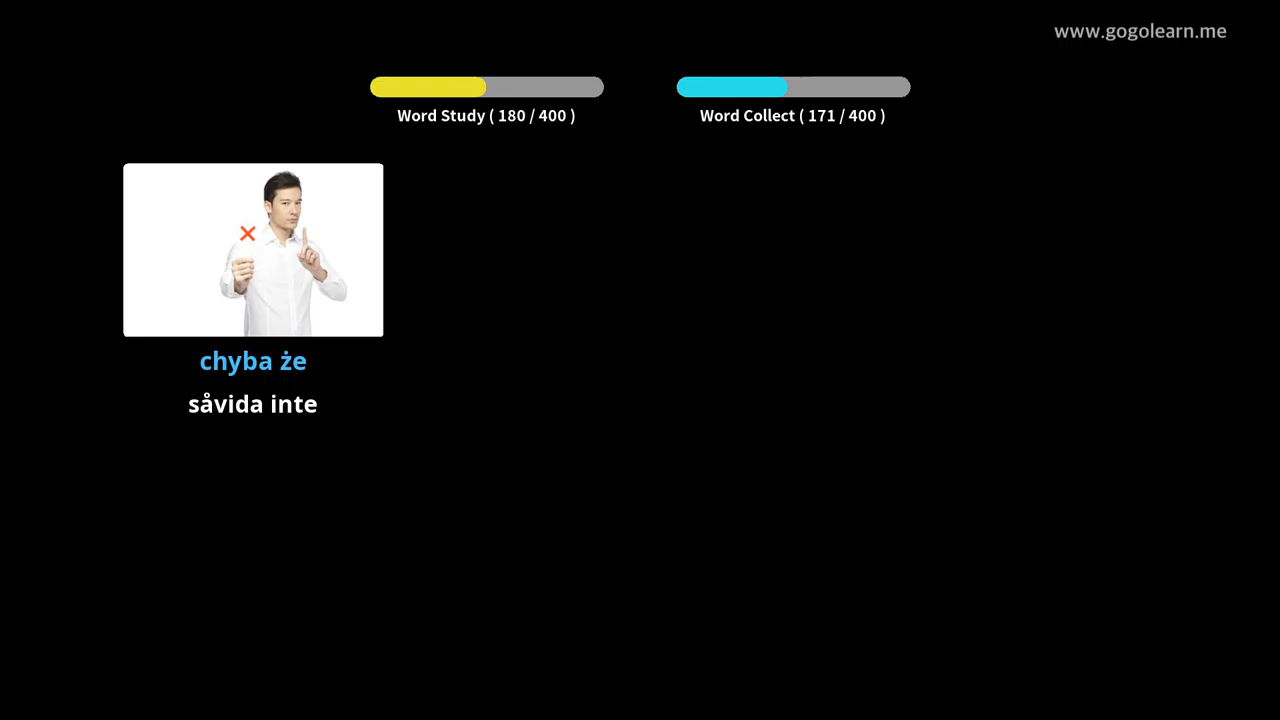 www.gogolearn.me
Word Study ( 180 / 400 )
Word Collect ( 171 / 400 )
chyba że
såvida inte